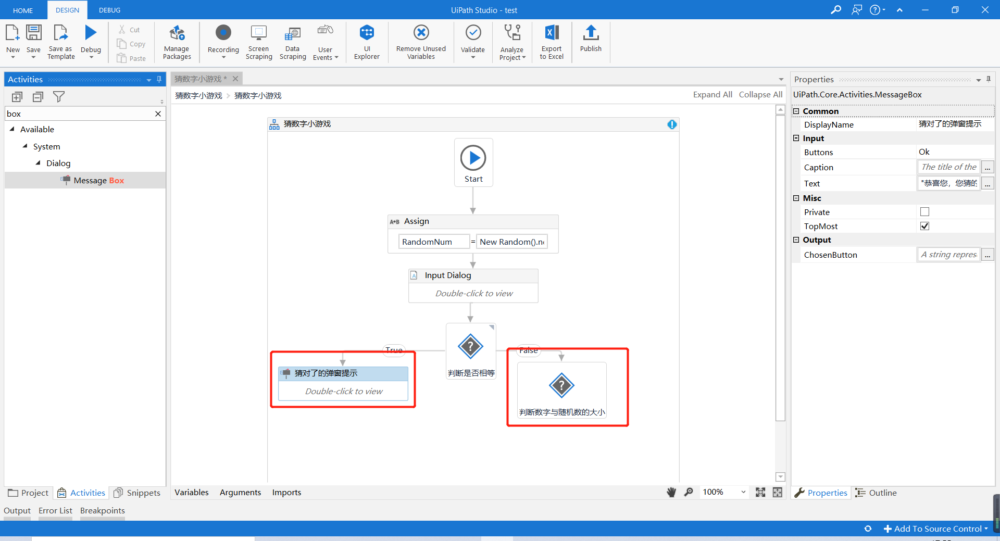 HOME
DESIGN
DEBUG
UiPath Studio - test
New
Save
Save as Template
Debug
Cut
Copy
Paste
Manage Packages
Recording
Screen Scraping
Data Scraping
User Events
UI Explorer
Remove Unused Variables
Validate
Analyze Project
Export to Excel
Publish
Activities
box
Available
System
Dialog
Message Box
猜数字小游戏 *
猜数字小游戏 > 猜数字小游戏
Expand All
Collapse All
猜数字小游戏
Start
A←B Assign
RandomNum = New Random().ne
Input Dialog
Double-click to view
True
False
判断是否相等
猜对了的弹窗提示
Double-click to view
判断数字与随机数的大小
Variables
Arguments
Imports
100%
Properties
UiPath.Core.Activities.MessageBox
Common
DisplayName 猜对了的弹窗提示
Input
Buttons Ok
Caption The title of the ...
Text "恭喜您，您猜的 ...
Misc
Private
TopMost
Output
ChosenButton A string repres ...
Properties
Outline
Project
Activities
Snippets
Output
Error List
Breakpoints
Add To Source Control